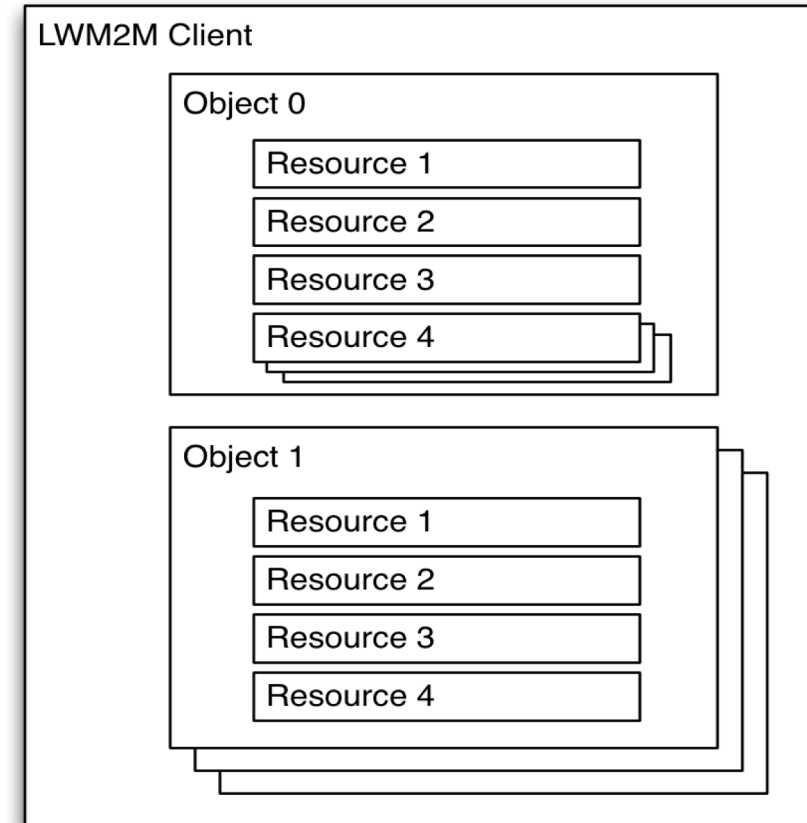 LWM2M Client
Object 0
Resource 1
Resource 2
Resource 3
Resource 4
Object 1
Resource 1
Resource 2
Resource 3
Resource 4